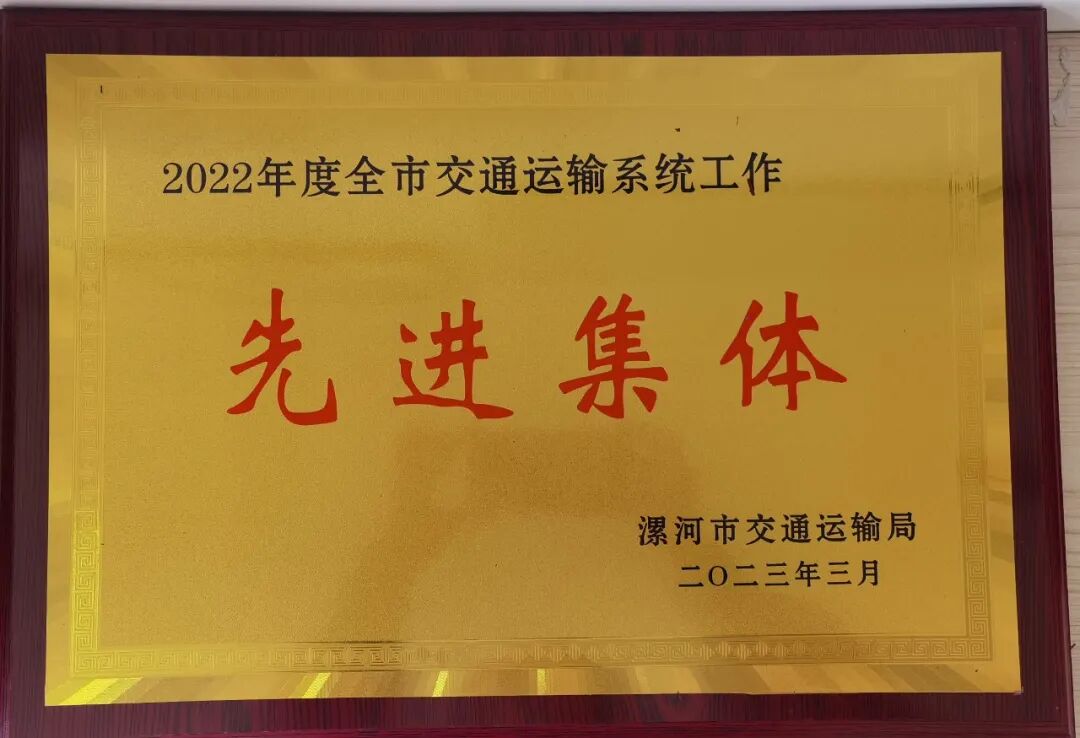 2022年度全市交通运输系统工作
先进集体
漯河市交通运输局
二〇二三年三月